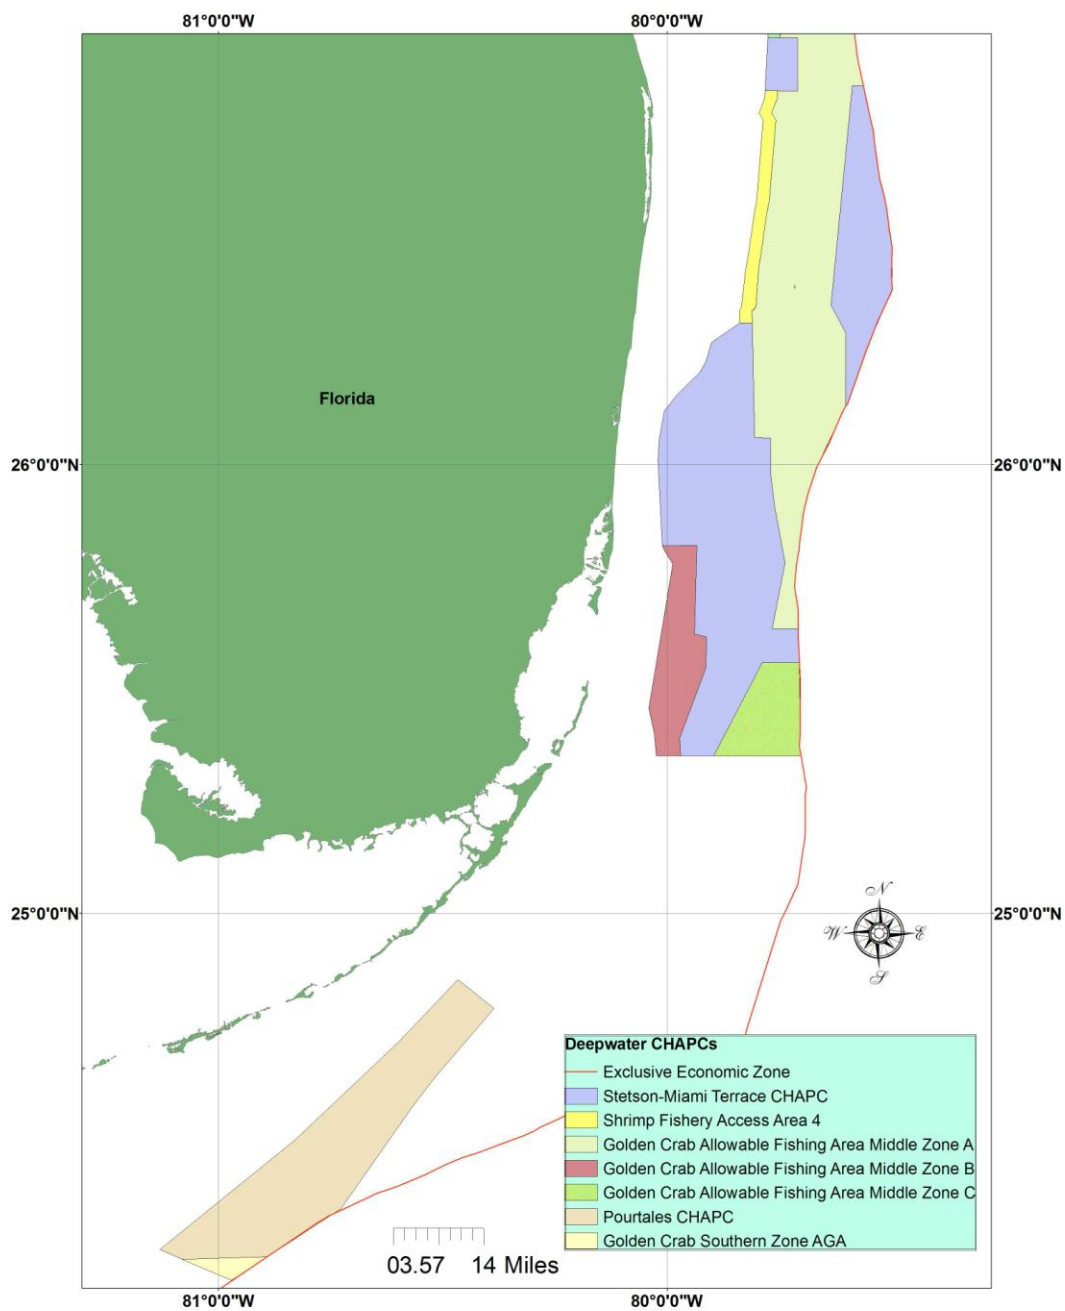 81°0'0"W 80°0'0"W
Florida
26°0'0"N 26°0'0"N
25°0'0"N 25°0'0"N
N
W E
S
Deepwater CHAPCs
Exclusive Economic Zone
Stetson-Miami Terrace CHAPC
Shrimp Fishery Access Area 4
Golden Crab Allowable Fishing Area Middle Zone A
Golden Crab Allowable Fishing Area Middle Zone B
Golden Crab Allowable Fishing Area Middle Zone C
Pourtales CHAPC
Golden Crab Southern Zone AGA
03.57 14 Miles
81°0'0"W 80°0'0"W